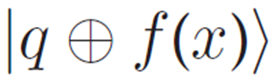 |q ⊕ f(x)⟩